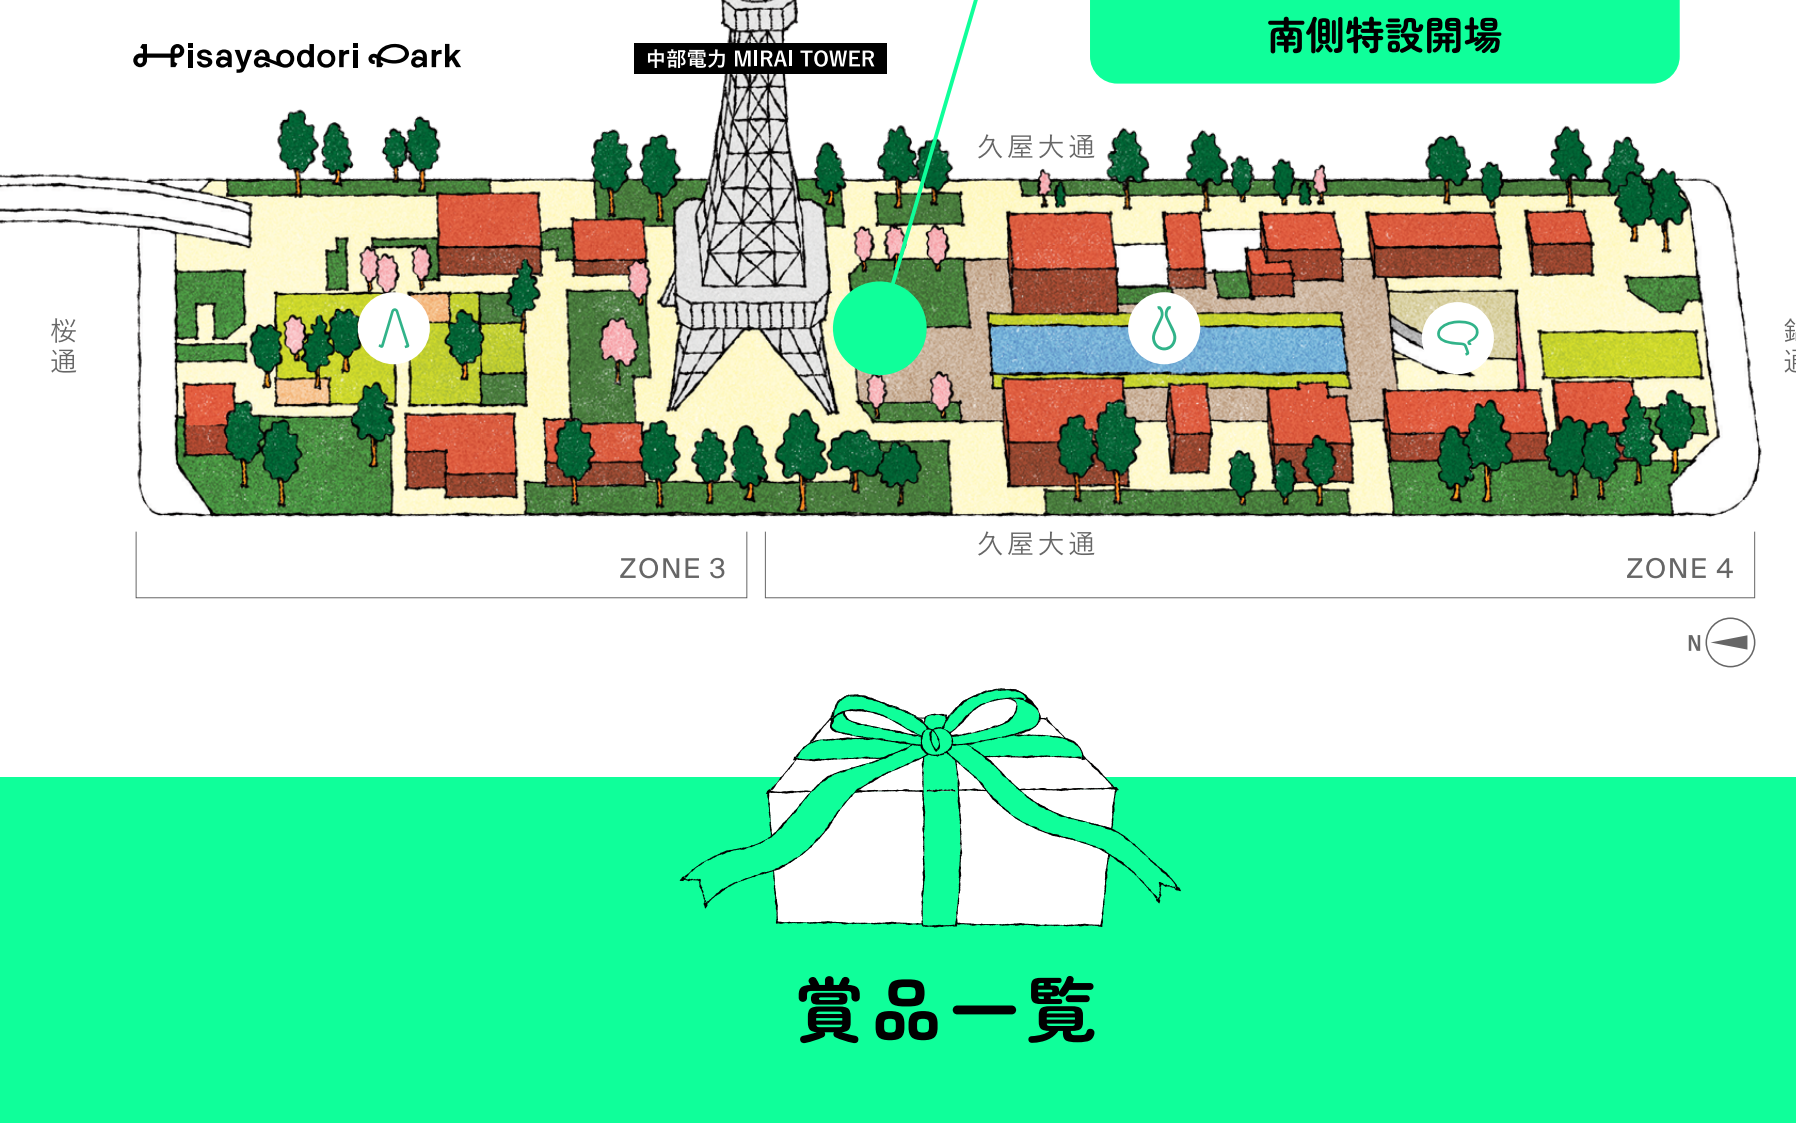 南側特設開場
Hisayaodori Park
中部電力 MIRAI TOWER
久屋大通
桜通
久屋大通
ZONE 3
ZONE 4
N
賞品一覧